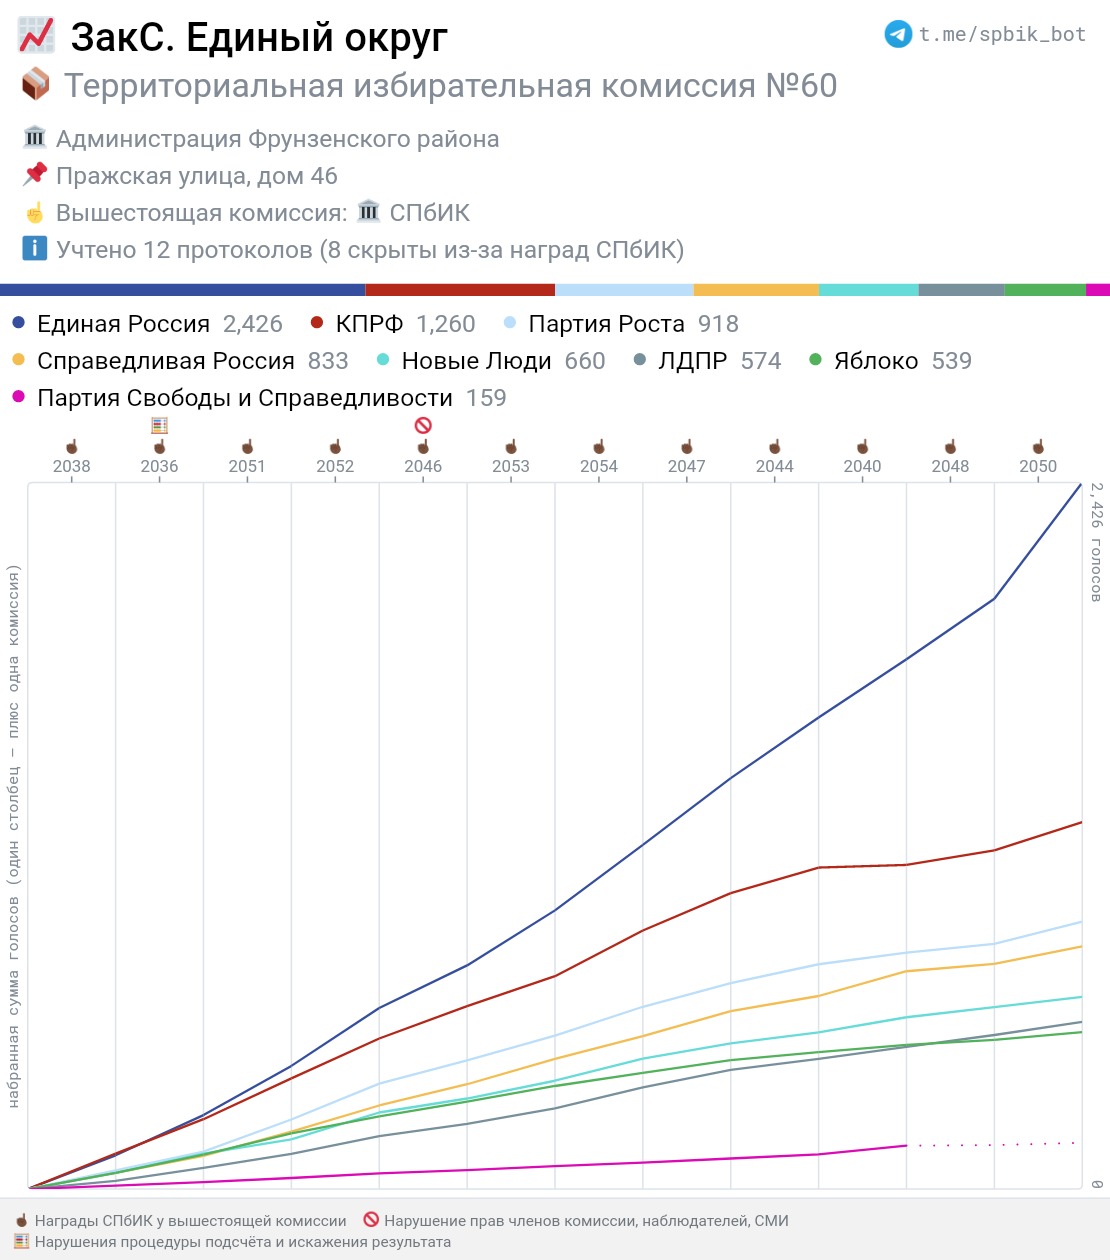 ЗакС. Единый округ
t.me/spbik_bot
Территориальная избирательная комиссия №60
Администрация Фрунзенского района
Пражская улица, дом 46
Вышестоящая комиссия: СПбИК
Учтено 12 протоколов (8 скрыты из-за наград СПбИК)
Единая Россия 2,426 КПРФ 1,260 Партия Роста 918
Справедливая Россия 833 Новые Люди 660 ЛДПР 574 Яблоко 539
Партия Свободы и Справедливости 159
2038 2036 2051 2052 2046 2053 2054 2047 2044 2040 2048 2050
2,426 голосов
набранная сумма голосов (один столбец – плюс одна комиссия)
0
Награды СПбИК у вышестоящей комиссии Нарушение прав членов комиссии, наблюдателей, СМИ
Нарушения процедуры подсчёта и искажения результата